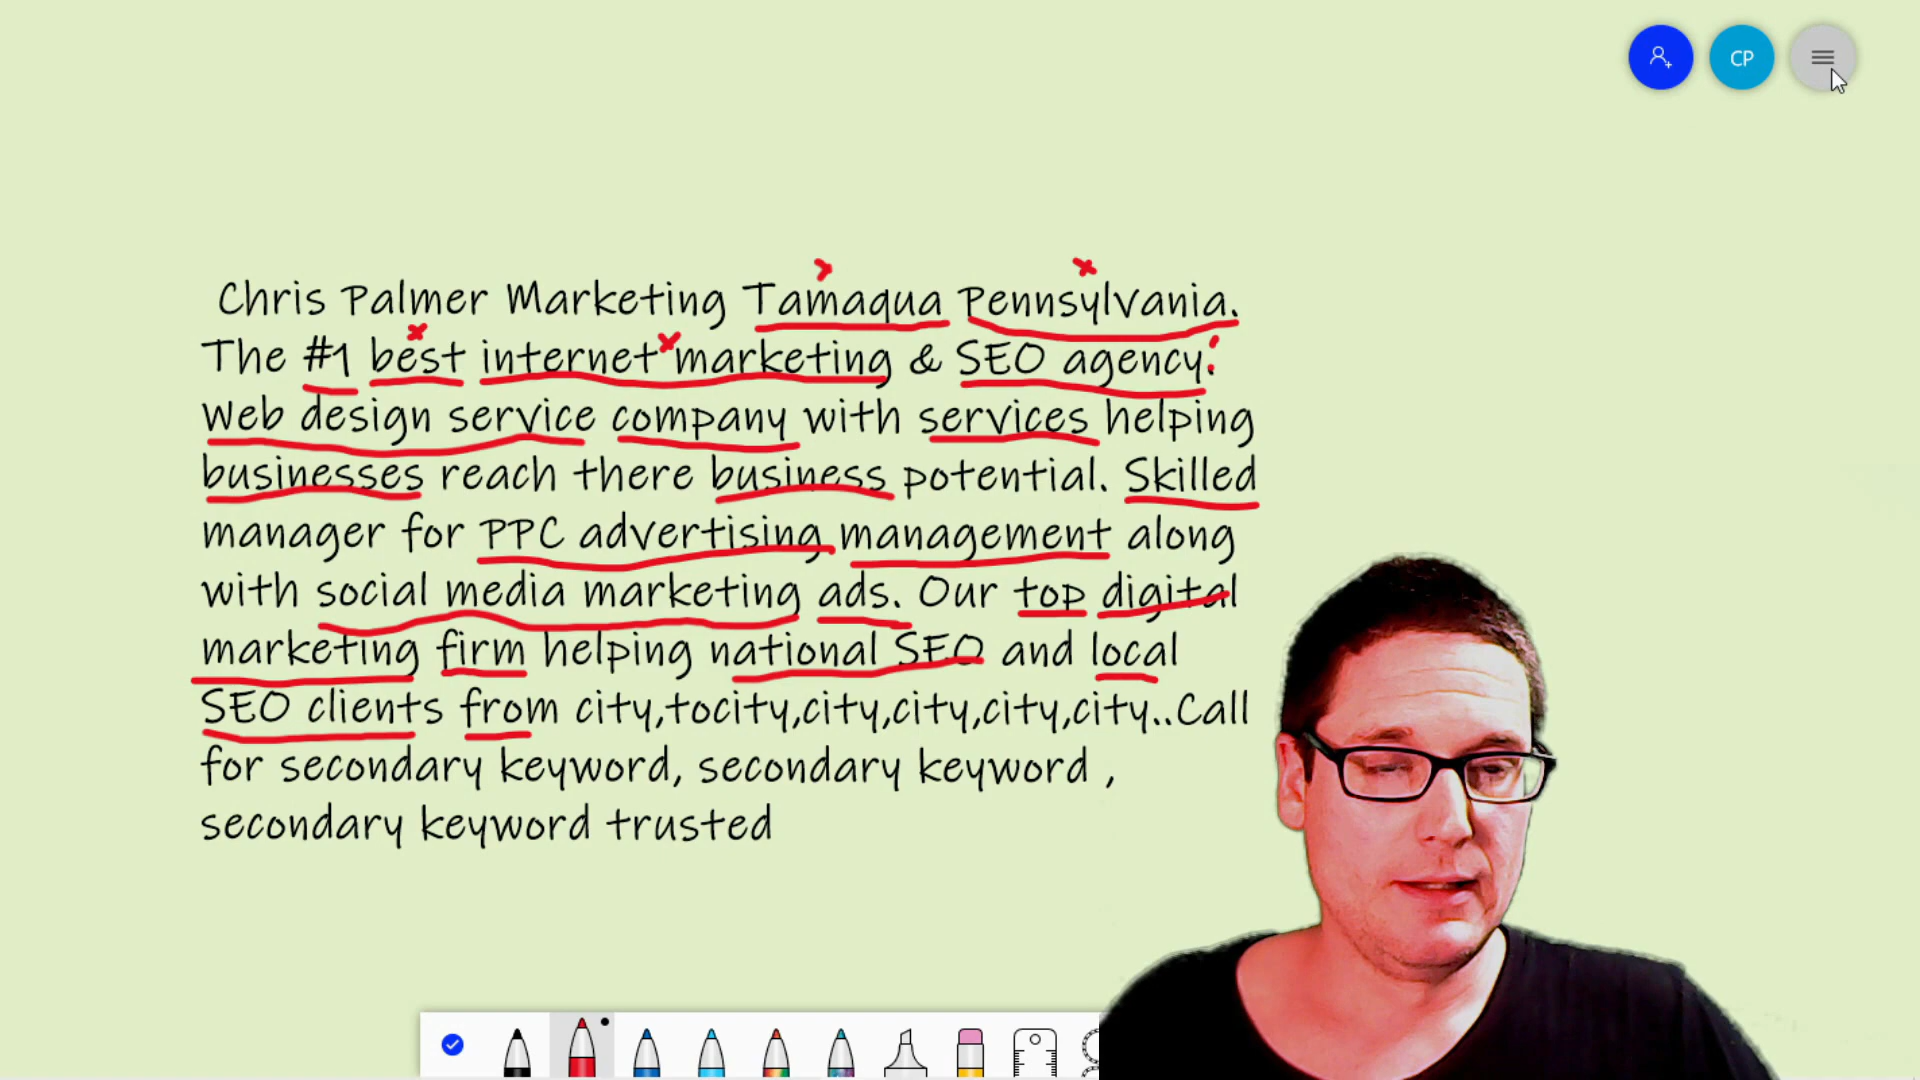 CP
Chris Palmer Marketing Tamaqua Pennsylvania.
The #1 best internet marketing & SEO agency.
Web design service company with services helping
businesses reach there business potential. Skilled
manager for PPC advertising management along
with social media marketing ads. Our top digital
marketing firm helping national SEO and local
SEO clients from city,tocity,city,city,city,city..Call
for secondary keyword, secondary keyword ,
secondary keyword trusted